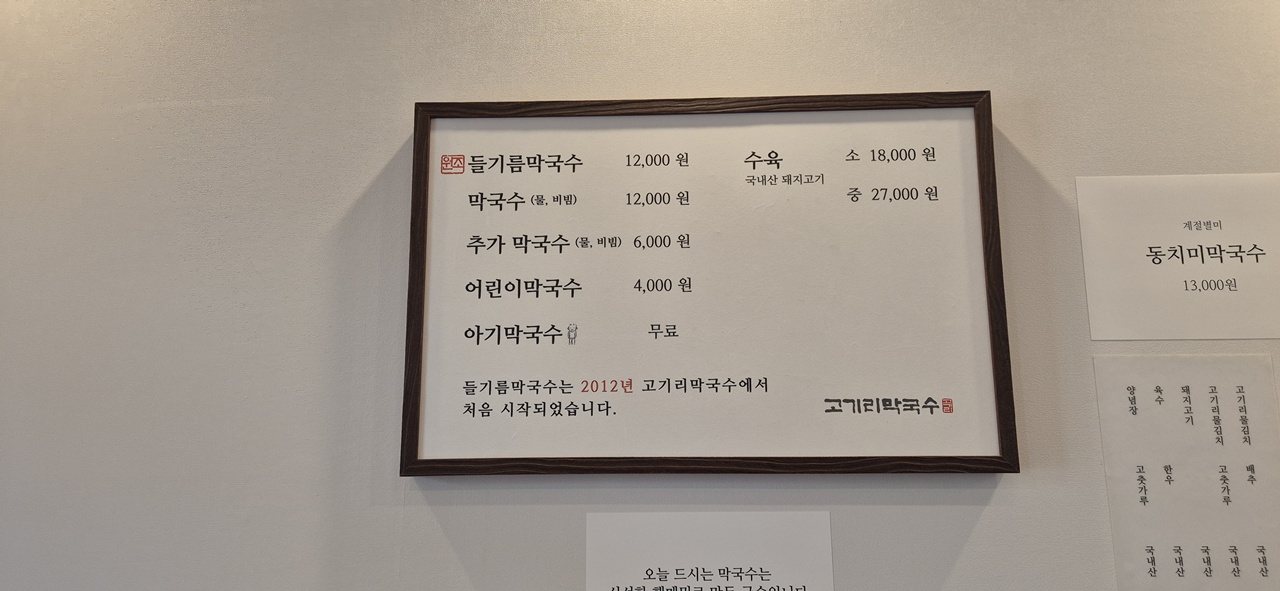 원조 들기름막국수 12,000 원
막국수 (물, 비빔) 12,000 원
추가 막국수 (물, 비빔) 6,000 원
어린이막국수 4,000 원
아기막국수 무료
수육 소 18,000 원
국내산 돼지고기
중 27,000 원
들기름막국수는 2012년 고기리막국수에서
처음 시작되었습니다.
고기리막국수
계절별미
동치미막국수
13,000원
고기리물김치 배추 국내산
고기리물김치 고춧가루 국내산
돼지고기 국내산
육수 한우 국내산
양념장 고춧가루 국내산
오늘 드시는 막국수는